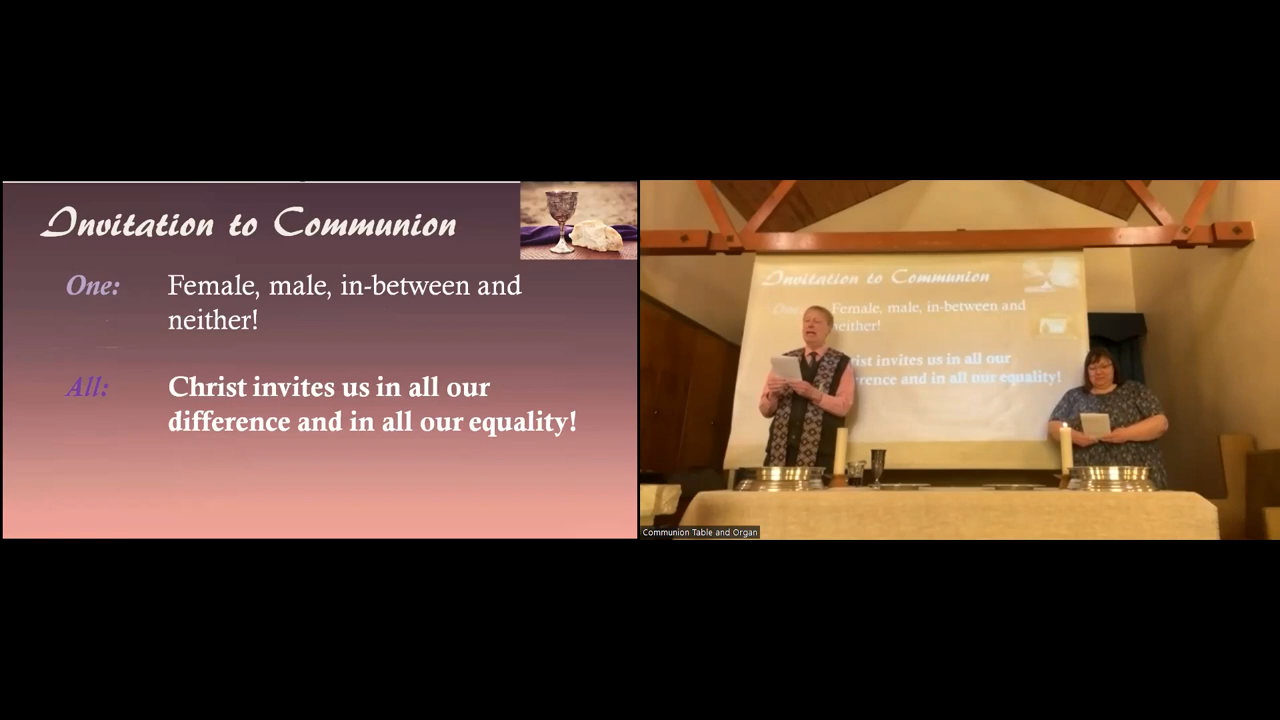 Invitation to Communion
One: Female, male, in-between and
neither!
All: Christ invites us in all our
difference and in all our equality!
Invitation to Communion
One: Female, male, in-between and
neither!
rist invites us in all our
erence and in all our equality!
Communion Table and Organ